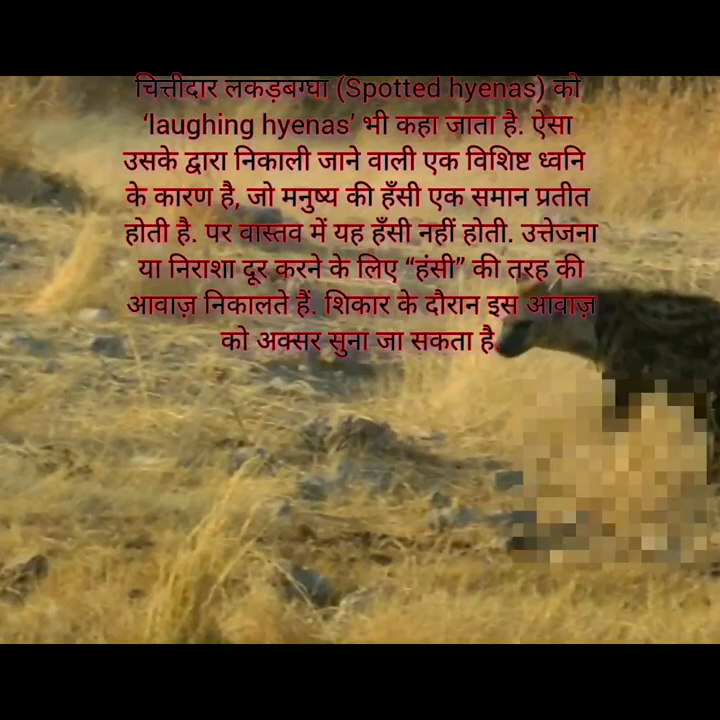 चित्तीदार लकड़बग्घा (Spotted hyenas) को
‘laughing hyenas’ भी कहा जाता है. ऐसा
उसके द्वारा निकाली जाने वाली एक विशिष्ट ध्वनि
के कारण है, जो मनुष्य की हँसी एक समान प्रतीत
होती है. पर वास्तव में यह हँसी नहीं होती. उत्तेजना
या निराशा दूर करने के लिए “हंसी” की तरह की
आवाज़ निकालते हैं. शिकार के दौरान इस आवाज़
को अक्सर सुना जा सकता है.